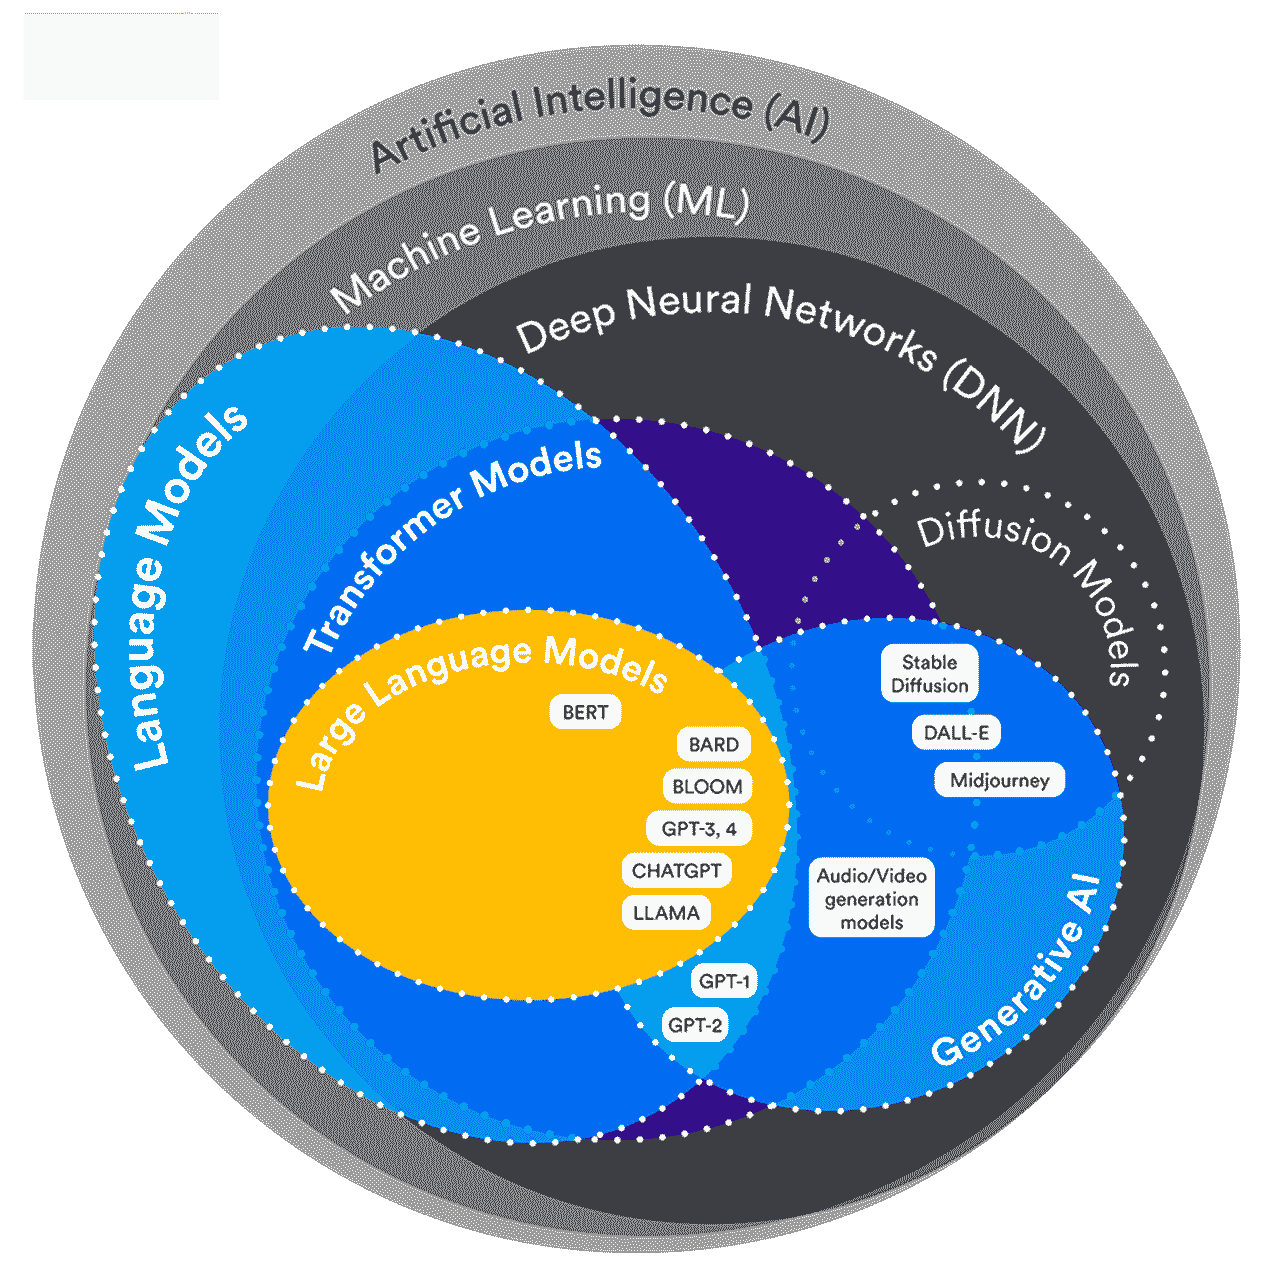 Artificial Intelligence (AI)
Machine Learning (ML)
Deep Neural Networks (DNN)
Language Models
Transformer Models
Diffusion Models
Large Language Models
Stable
Diffusion
DALL-E
Midjourney
BERT
BARD
BLOOM
GPT-3, 4
CHATGPT
LLAMA
Audio/Video
generation
models
GPT-1
GPT-2
Generative AI